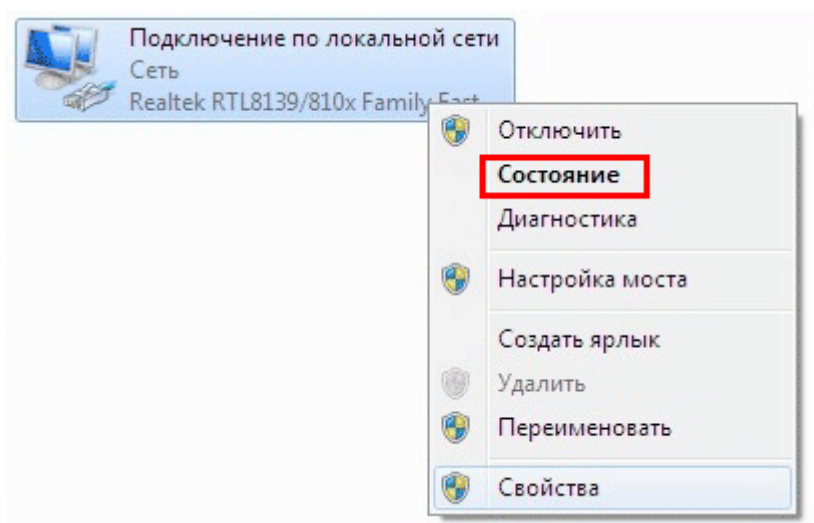 Подключение по локальной сети
Сеть
Realtek RTL8139/810x Family Fast
Отключить
Состояние
Диагностика
Настройка моста
Создать ярлык
Удалить
Переименовать
Свойства